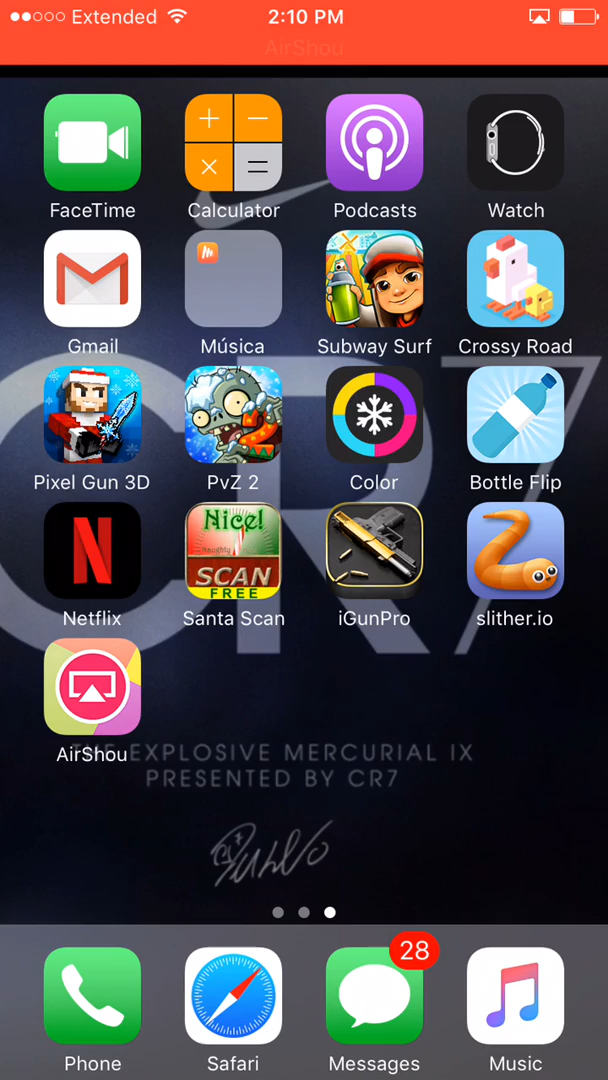 Extended 2:10 PM
AirShou
FaceTime Calculator Podcasts Watch
Gmail Música Subway Surf Crossy Road
CR7
Pixel Gun 3D PvZ 2 Color Bottle Flip
N
Nice!
Naughty
SCAN
FREE
Netflix Santa Scan iGunPro slither.io
AirShou
THE EXPLOSIVE MERCURIAL IX
PRESENTED BY CR7
28
Phone Safari Messages Music